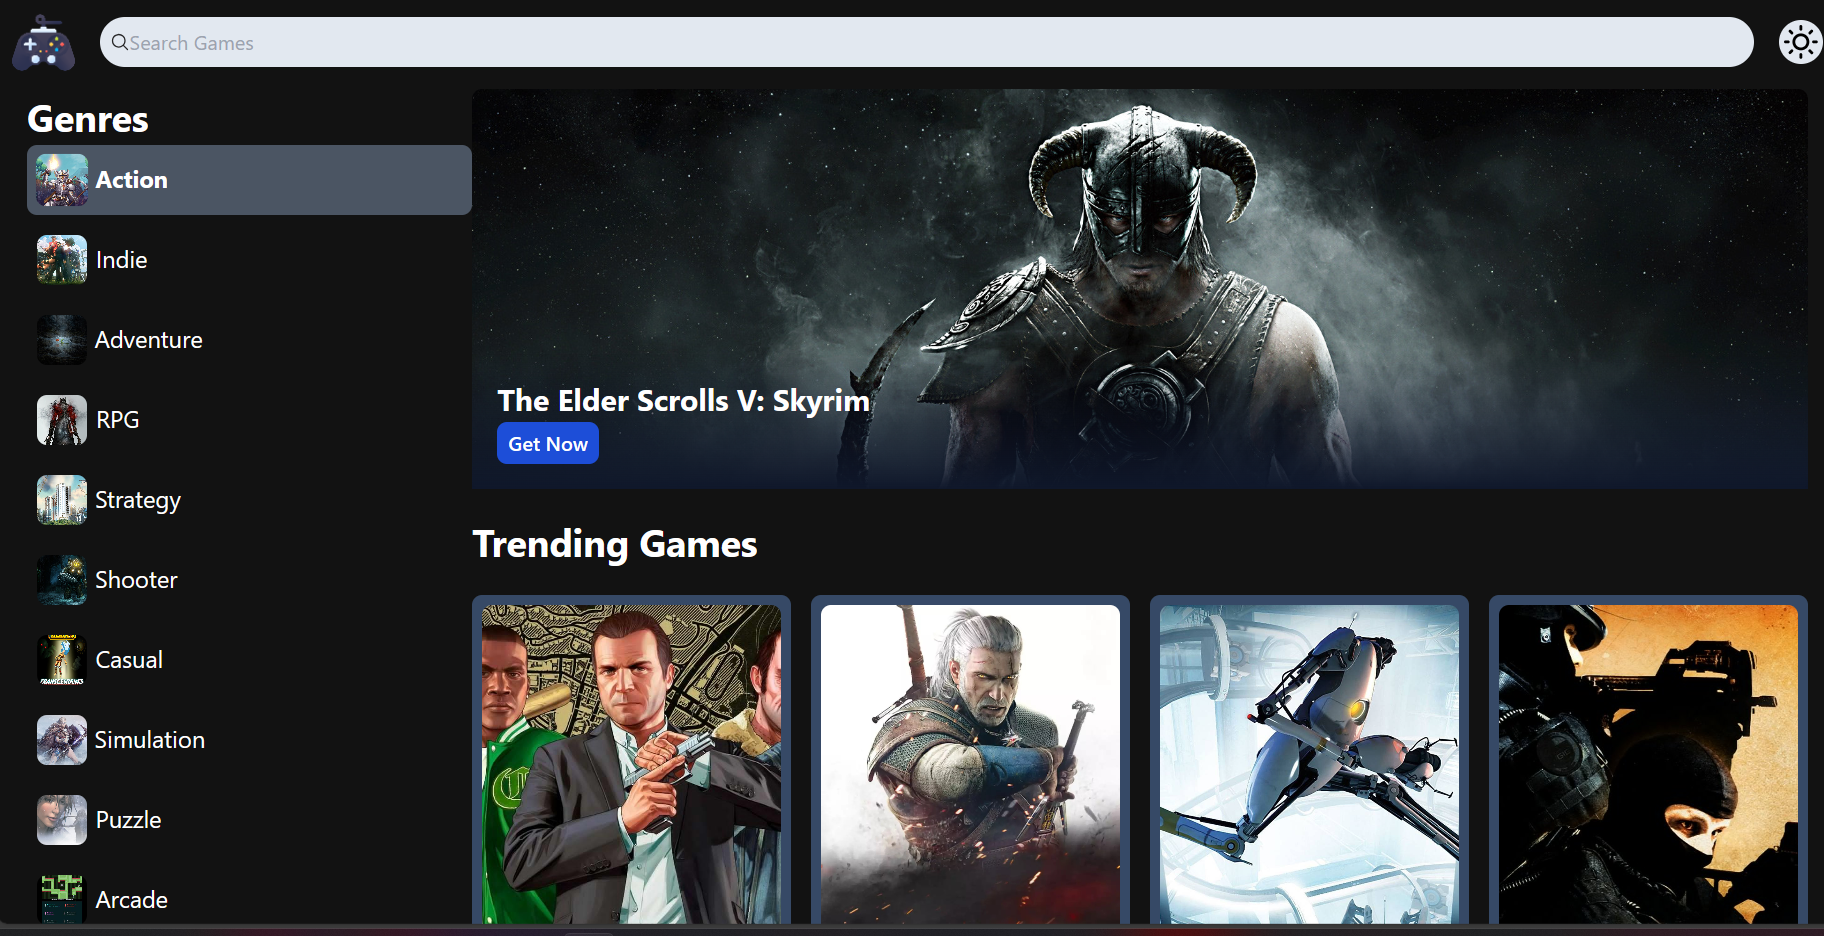 Search Games
Genres
Action
Indie
Adventure
RPG
Strategy
Shooter
Casual
Simulation
Puzzle
Arcade
The Elder Scrolls V: Skyrim
Get Now
Trending Games